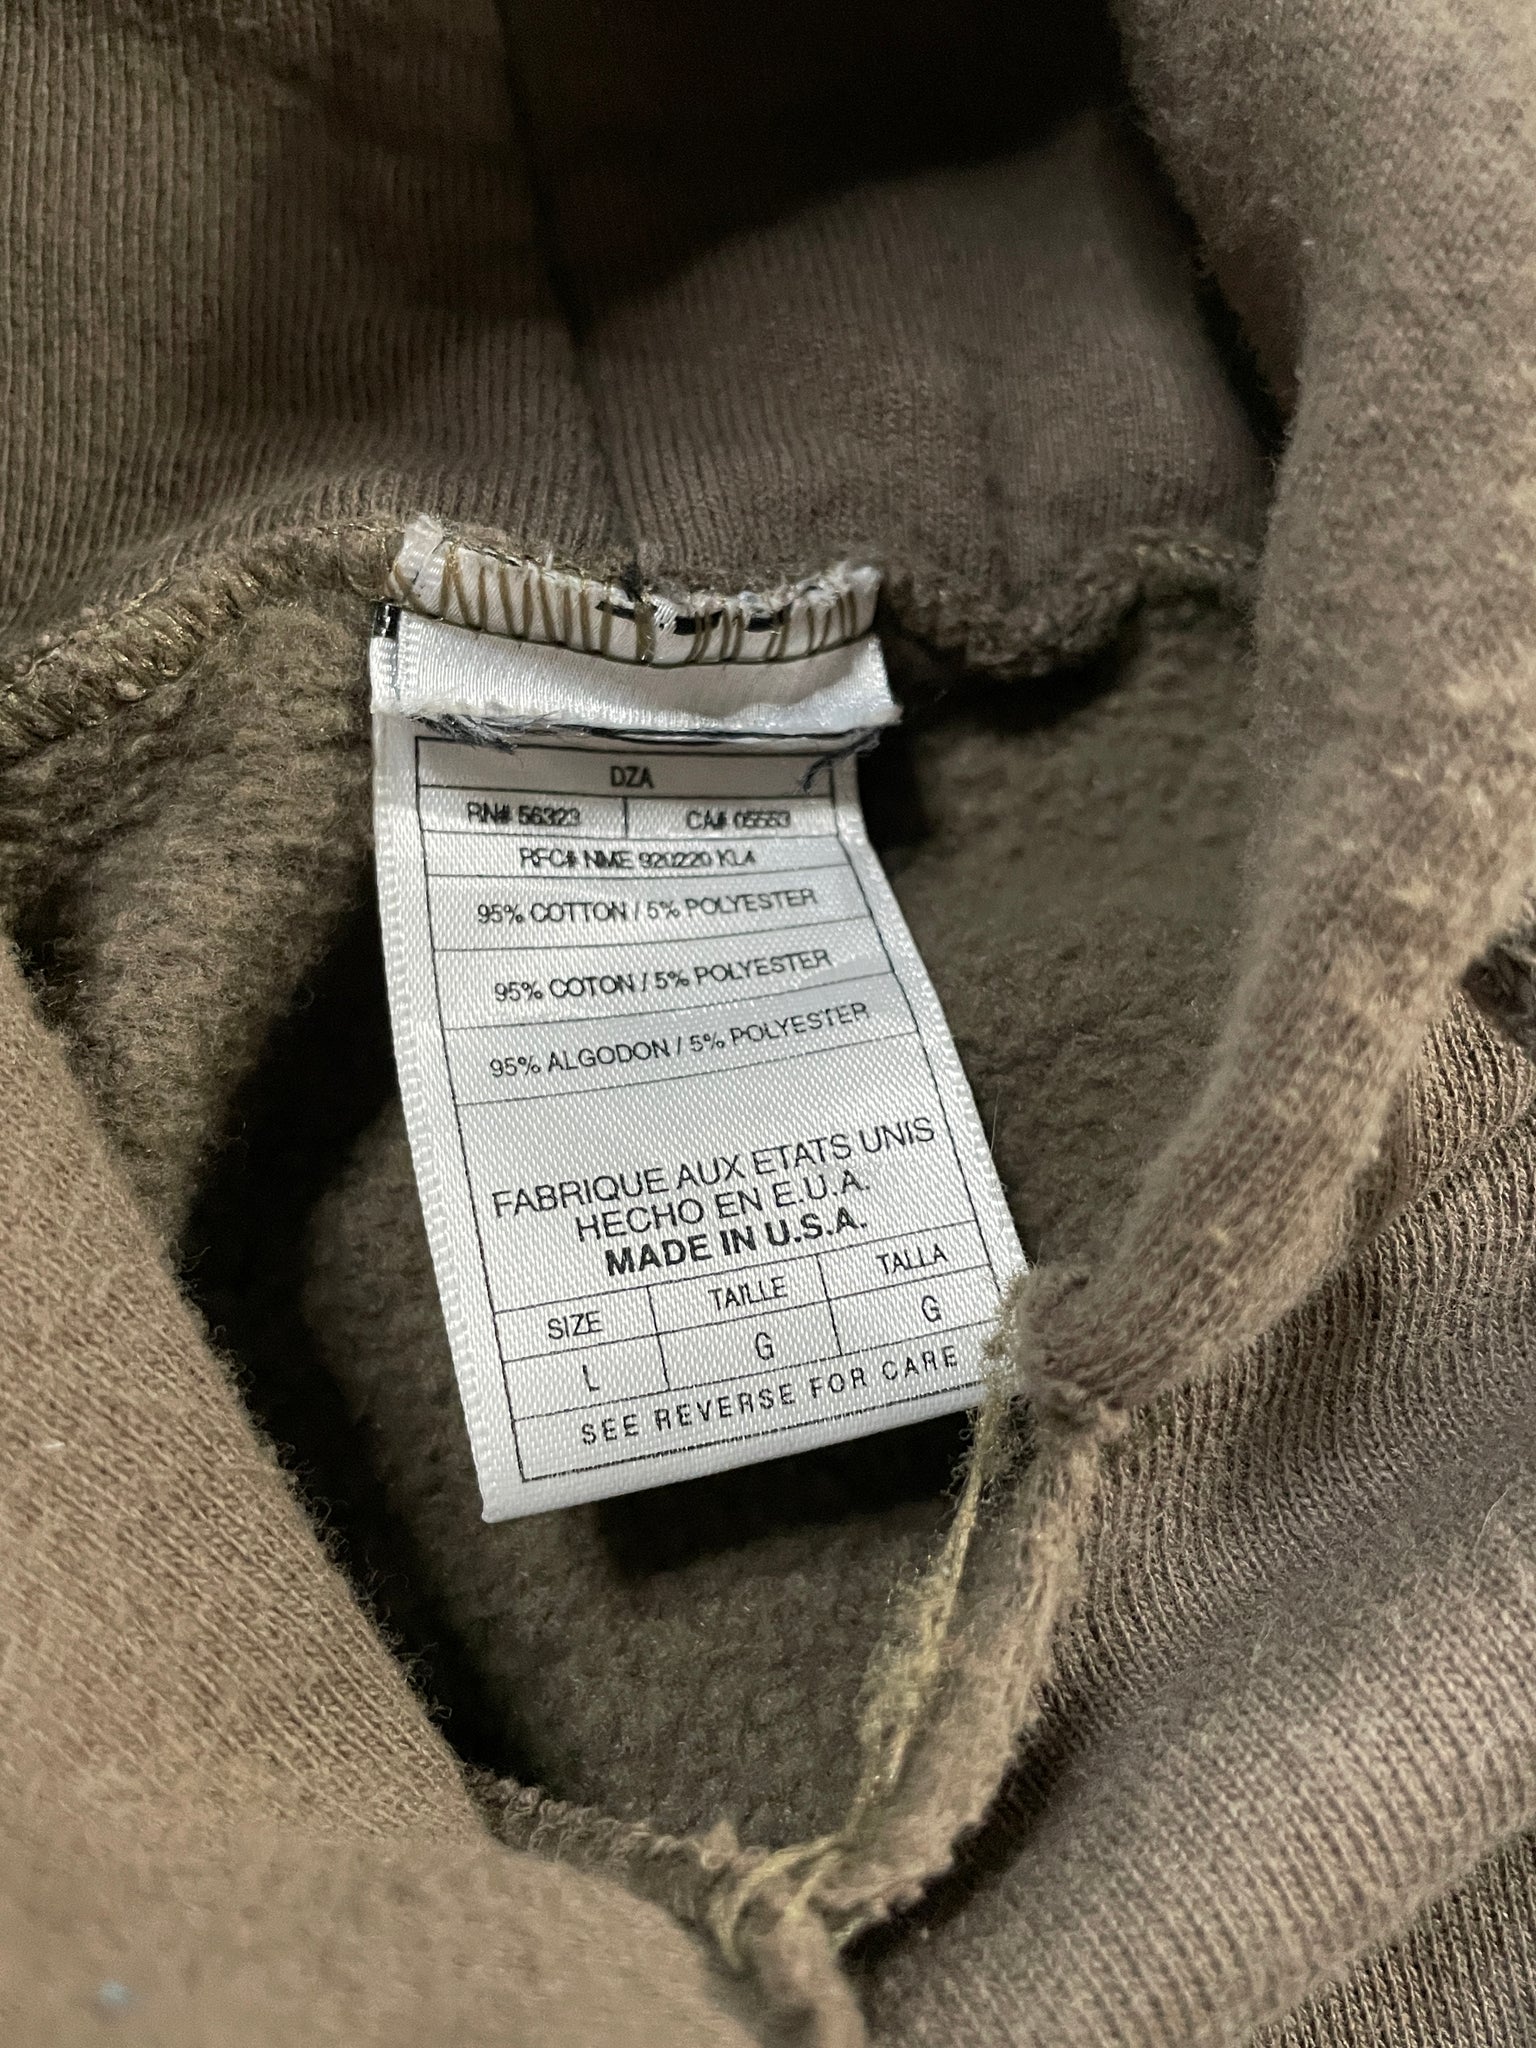 DZA
RN# 56323 CA# 05553
RFC# NME 920220 KL4
95% COTTON / 5% POLYESTER
95% COTON / 5% POLYESTER
95% ALGODON / 5% POLYESTER
FABRIQUE AUX ETATS UNIS
HECHO EN E.U.A.
MADE IN U.S.A.
SIZE TAILLE TALLA
L G G
SEE REVERSE FOR CARE